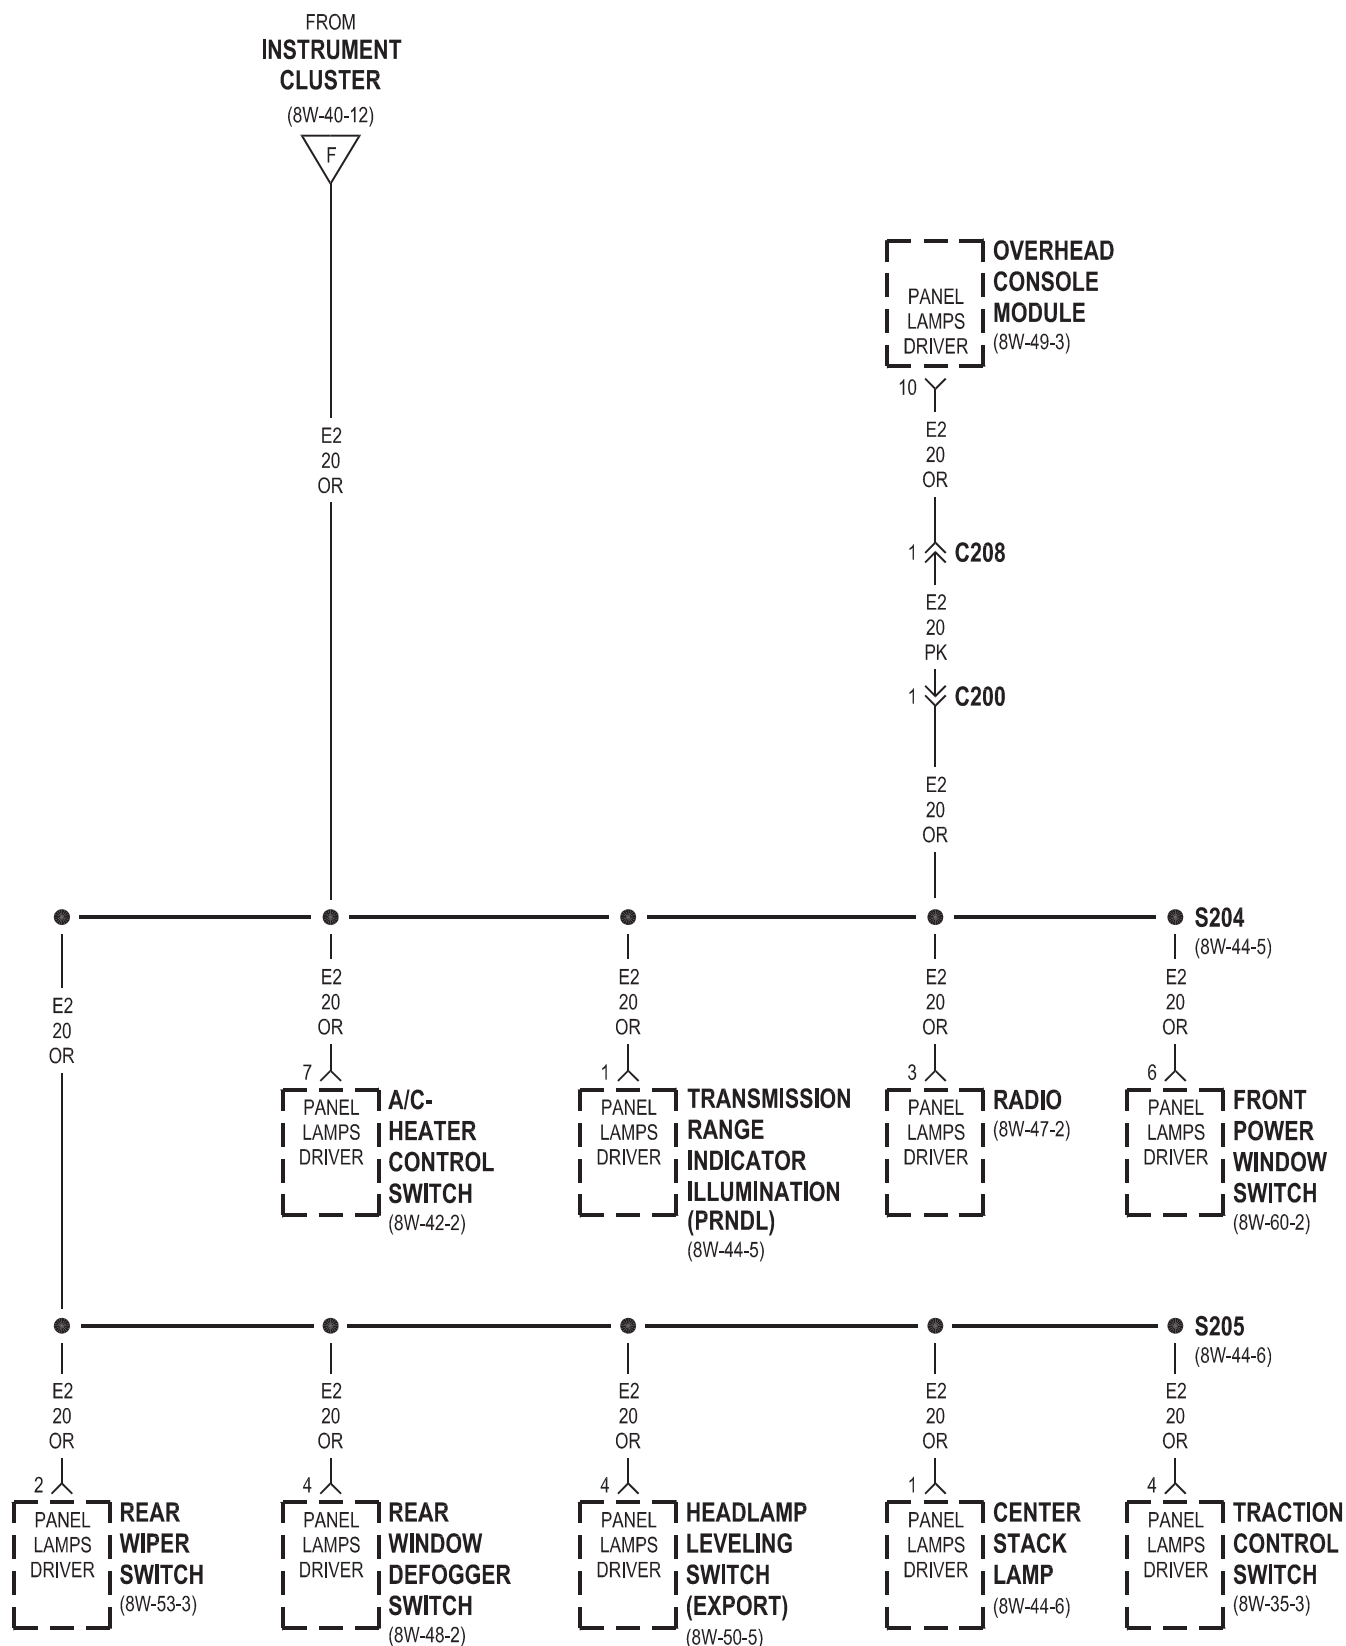 FROM
INSTRUMENT
CLUSTER
(8W-40-12)
F
E2
20
OR
OVERHEAD
CONSOLE
MODULE
(8W-49-3)
PANEL
LAMPS
DRIVER
10
E2
20
OR
1
C208
E2
20
PK
1
C200
E2
20
OR
S204
(8W-44-5)
E2
20
OR
E2
20
OR
E2
20
OR
E2
20
OR
E2
20
OR
7
PANEL
LAMPS
DRIVER
A/C-
HEATER
CONTROL
SWITCH
(8W-42-2)
1
PANEL
LAMPS
DRIVER
TRANSMISSION
RANGE
INDICATOR
ILLUMINATION
(PRNDL)
(8W-44-5)
3
PANEL
LAMPS
DRIVER
RADIO
(8W-47-2)
6
PANEL
LAMPS
DRIVER
FRONT
POWER
WINDOW
SWITCH
(8W-60-2)
S205
(8W-44-6)
E2
20
OR
2
PANEL
LAMPS
DRIVER
REAR
WIPER
SWITCH
(8W-53-3)
E2
20
OR
4
PANEL
LAMPS
DRIVER
REAR
WINDOW
DEFOGGER
SWITCH
(8W-48-2)
E2
20
OR
4
PANEL
LAMPS
DRIVER
HEADLAMP
LEVELING
SWITCH
(EXPORT)
(8W-50-5)
E2
20
OR
1
PANEL
LAMPS
DRIVER
CENTER
STACK
LAMP
(8W-44-6)
E2
20
OR
4
PANEL
LAMPS
DRIVER
TRACTION
CONTROL
SWITCH
(8W-35-3)